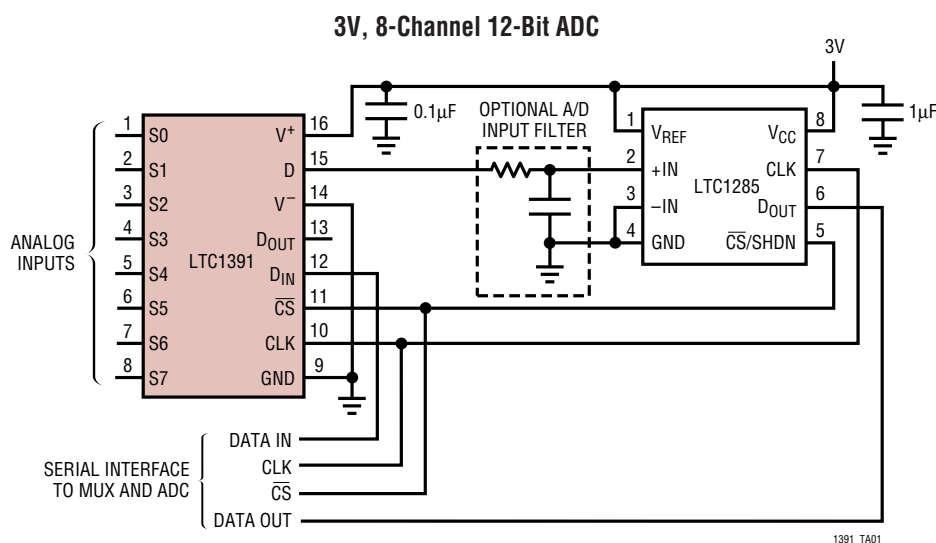 3V, 8-Channel 12-Bit ADC
3V
0.1µF
OPTIONAL A/D
INPUT FILTER
1µF
ANALOG
INPUTS
1 S0
2 S1
3 S2
4 S3
5 S4
6 S5
7 S6
8 S7
LTC1391
V+ 16
D 15
V− 14
DOUT 13
DIN 12
C̅S̅ 11
CLK 10
GND 9
1 VREF
2 +IN
3 −IN
4 GND
LTC1285
VCC 8
CLK 7
DOUT 6
C̅S̅/SHDN 5
SERIAL INTERFACE
TO MUX AND ADC
DATA IN
CLK
C̅S̅
DATA OUT
1391 TA01